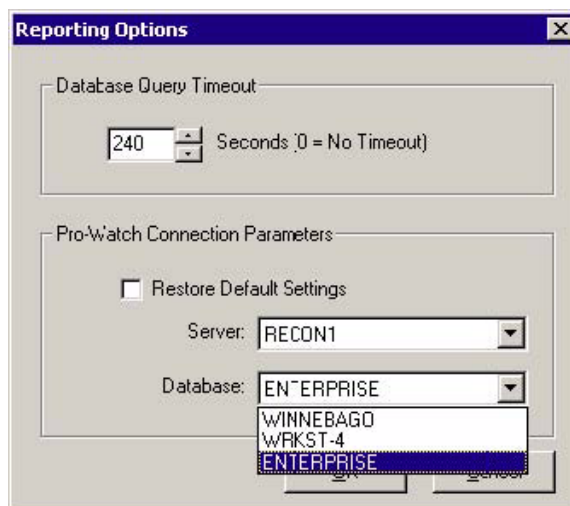 Reporting Options
Database Query Timeout
240 Seconds (0 = No Timeout)
Pro-Watch Connection Parameters
Restore Default Settings
Server: RECON1
Database: ENTERPRISE
WINNEBAGO
WRKST-4
ENTERPRISE